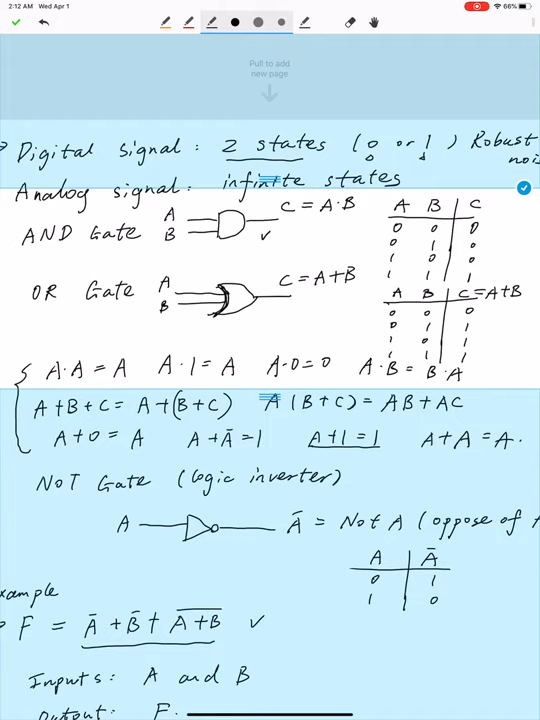 2:12 AM Wed Apr 1 66%
Pull to add
new page
Digital signal: 2 states (0 or 1) Robust
Analog signal: infinite states
AND Gate A B C = A·B
A B C
0 0 0
0 1 0
1 0 0
1 1 1
OR Gate A B C = A+B
A B C = A+B
0 0 0
0 1 1
1 0 1
1 1 1
A·A = A A·1 = A A·0 = 0 A·B = B·A
A+B+C = A+(B+C) A(B+C) = AB+AC
A+0 = A A+Ā=1 A+1=1 A+A=A.
NOT Gate (logic inverter)
A Ā = Not A (oppose of A
A Ā
0 1
1 0
xample
F = Ā + B̄ + A̅+̅B̅ ✓
Inputs: A and B
Output: F.